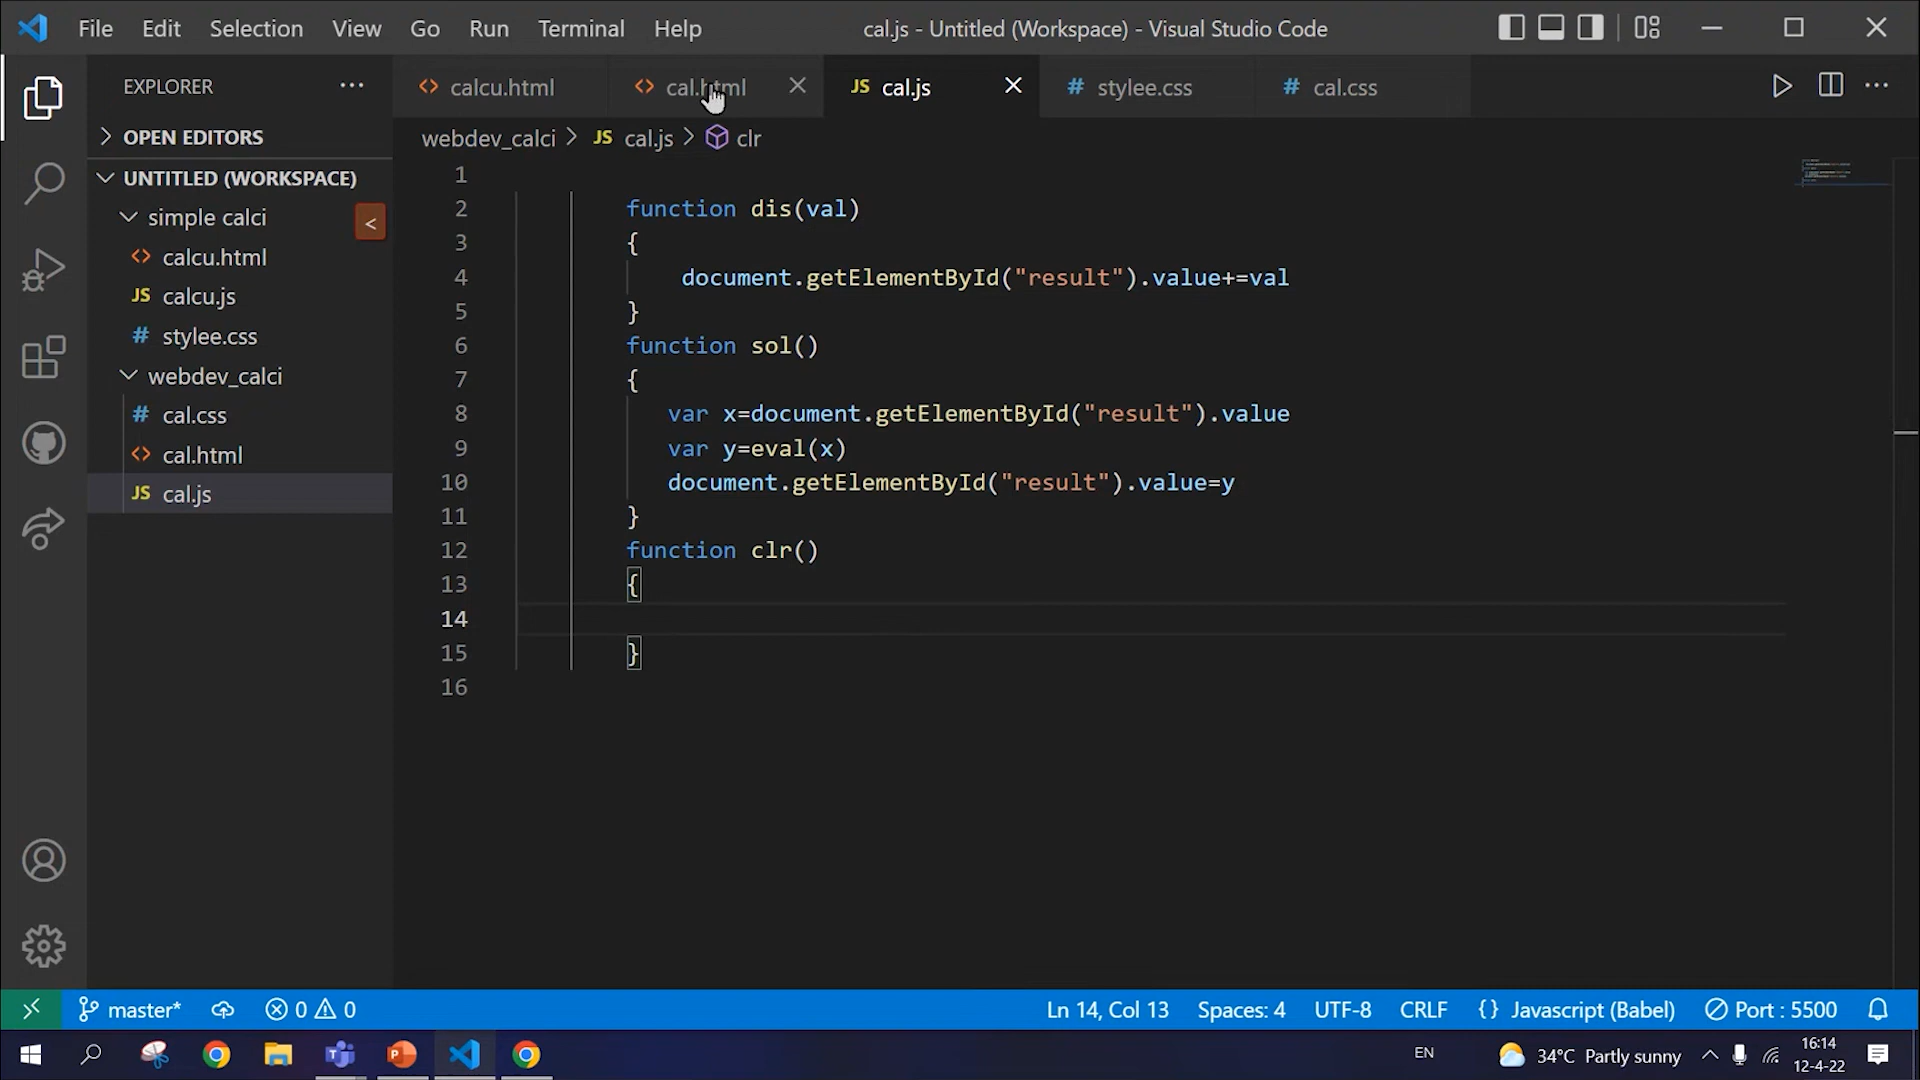 File Edit Selection View Go Run Terminal Help cal.js - Untitled (Workspace) - Visual Studio Code
EXPLORER ...
OPEN EDITORS
UNTITLED (WORKSPACE)
simple calci
<
<> calcu.html
JS calcu.js
# stylee.css
webdev_calci
# cal.css
<> cal.html
JS cal.js
<> calcu.html <> cal.html JS cal.js # stylee.css # cal.css
webdev_calci > JS cal.js > clr
1
2 function dis(val)
3 {
4 document.getElementById("result").value+=val
5 }
6 function sol()
7 {
8 var x=document.getElementById("result").value
9 var y=eval(x)
10 document.getElementById("result").value=y
11 }
12 function clr()
13 {
14
15 }
16
master* 0 0 Ln 14, Col 13 Spaces: 4 UTF-8 CRLF {} Javascript (Babel) Port : 5500
EN 34°C Partly sunny 16:14
12-4-22